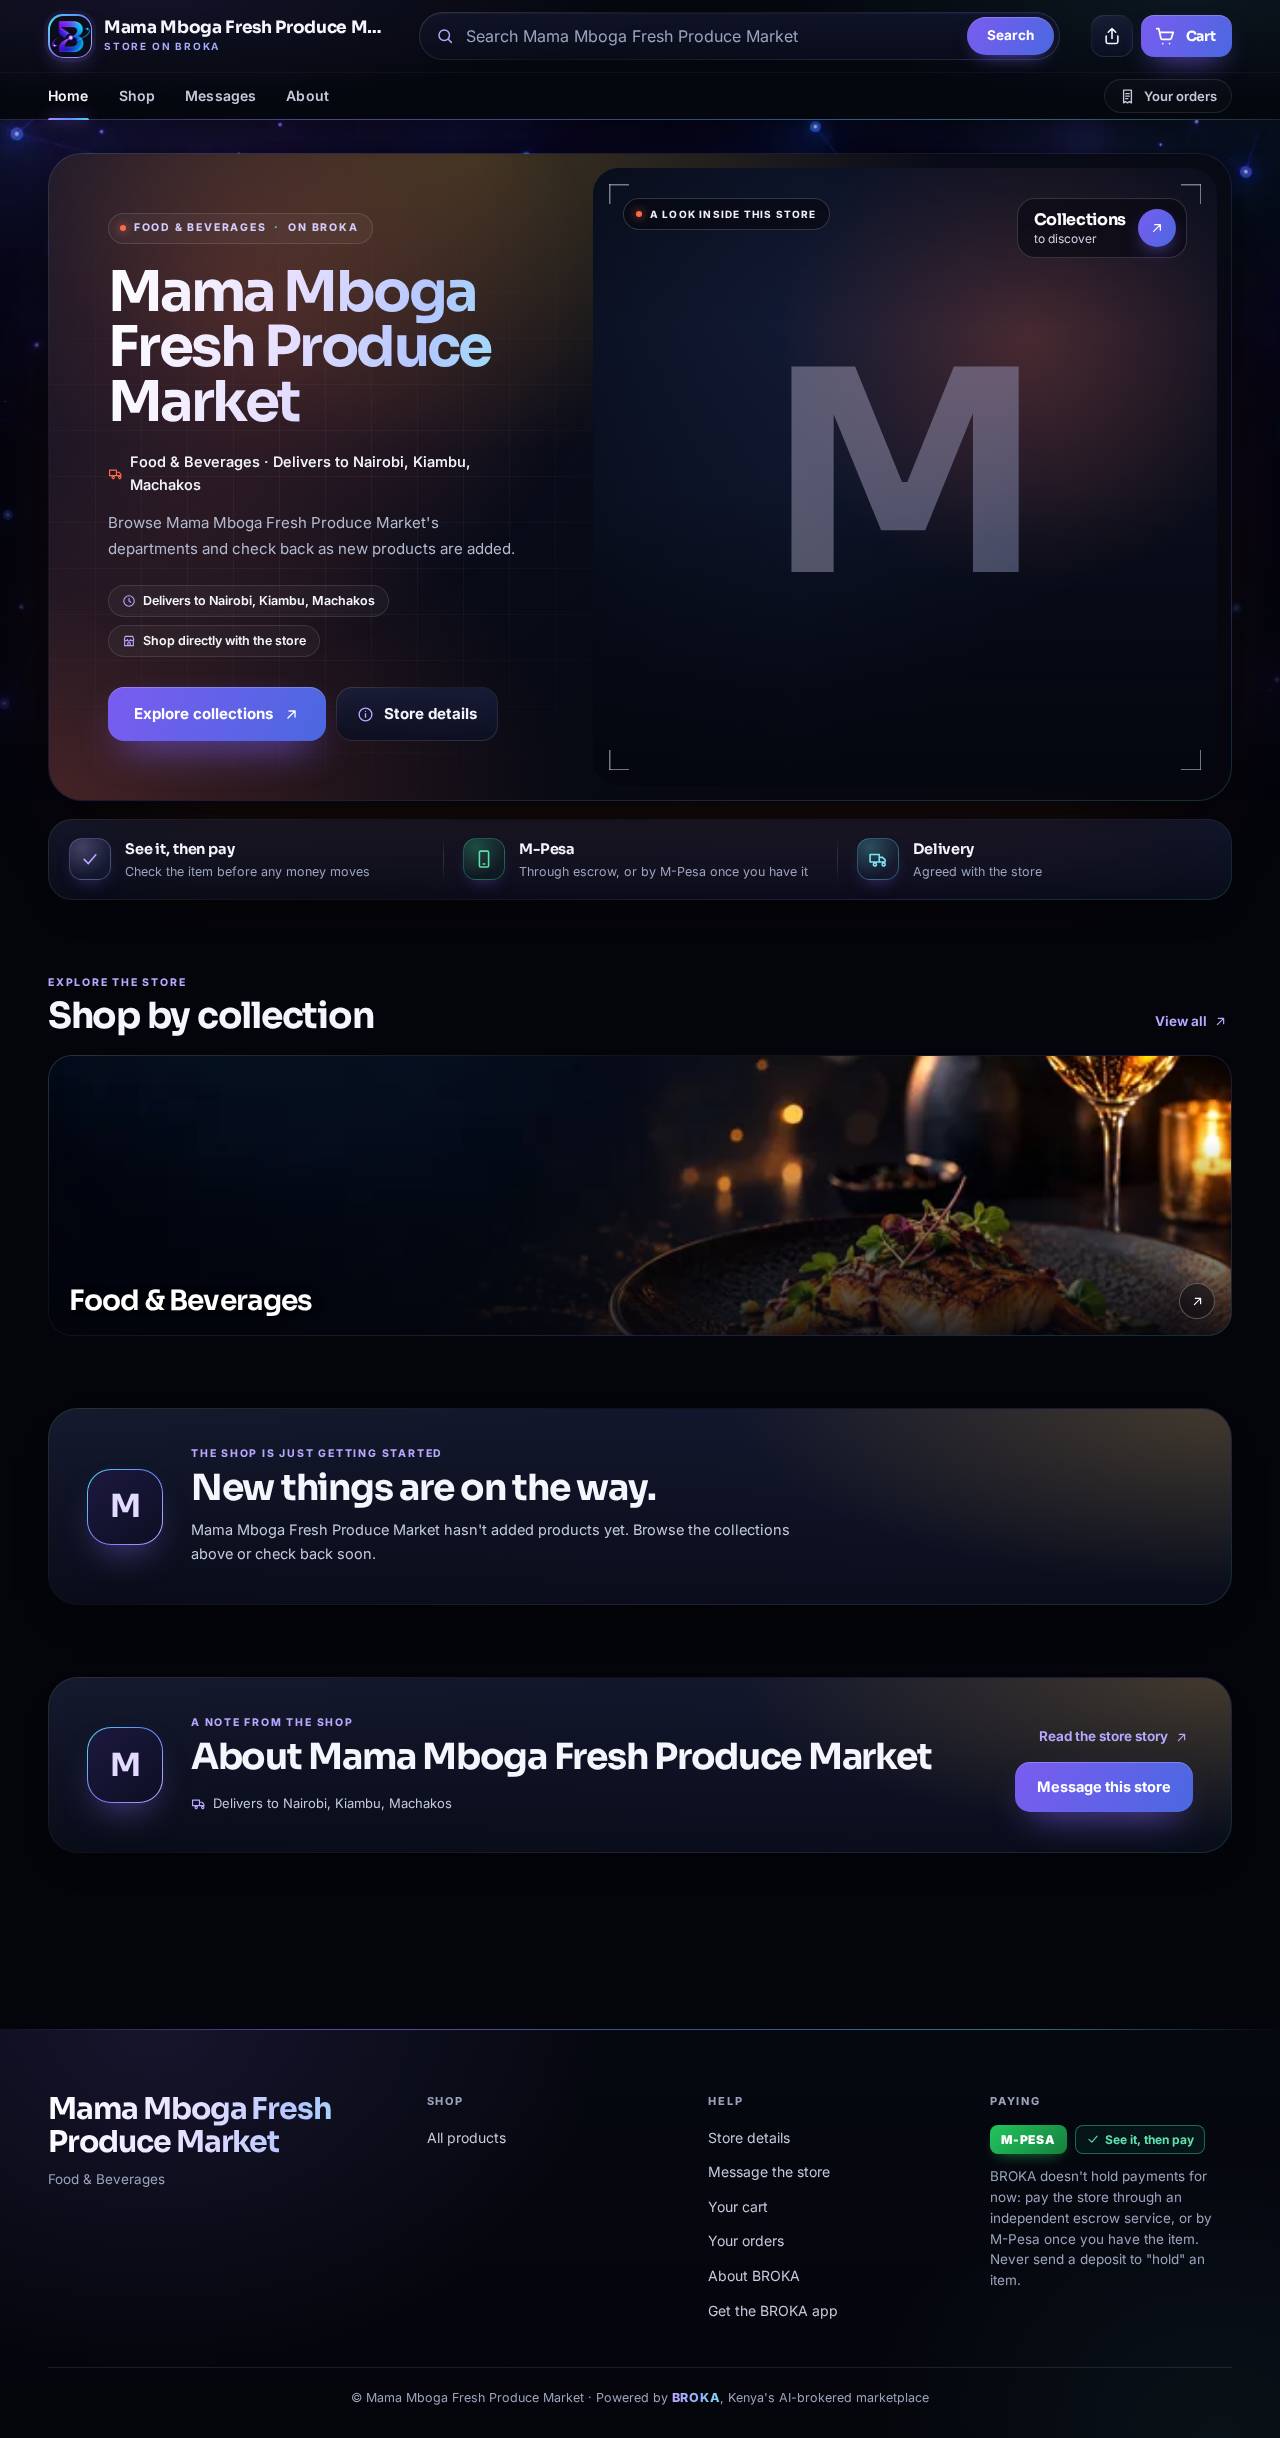 Mama Mboga Fresh Produce M...
STORE ON BROKA
Search Mama Mboga Fresh Produce Market
Search
Cart
Home
Shop
Messages
About
Your orders
FOOD & BEVERAGES · ON BROKA
Mama Mboga
Fresh Produce
Market
Food & Beverages · Delivers to Nairobi, Kiambu,
Machakos
Browse Mama Mboga Fresh Produce Market's
departments and check back as new products are added.
Delivers to Nairobi, Kiambu, Machakos
Shop directly with the store
Explore collections
Store details
A LOOK INSIDE THIS STORE
Collections
to discover
M
See it, then pay
Check the item before any money moves
M-Pesa
Through escrow, or by M-Pesa once you have it
Delivery
Agreed with the store
EXPLORE THE STORE
Shop by collection
View all
Food & Beverages
M
THE SHOP IS JUST GETTING STARTED
New things are on the way.
Mama Mboga Fresh Produce Market hasn't added products yet. Browse the collections
above or check back soon.
M
A NOTE FROM THE SHOP
About Mama Mboga Fresh Produce Market
Delivers to Nairobi, Kiambu, Machakos
Read the store story
Message this store
Mama Mboga Fresh
Produce Market
Food & Beverages
SHOP
All products
HELP
Store details
Message the store
Your cart
Your orders
About BROKA
Get the BROKA app
PAYING
M-PESA
See it, then pay
BROKA doesn't hold payments for
now: pay the store through an
independent escrow service, or by
M-Pesa once you have the item.
Never send a deposit to "hold" an
item.
© Mama Mboga Fresh Produce Market · Powered by BROKA, Kenya's AI-brokered marketplace